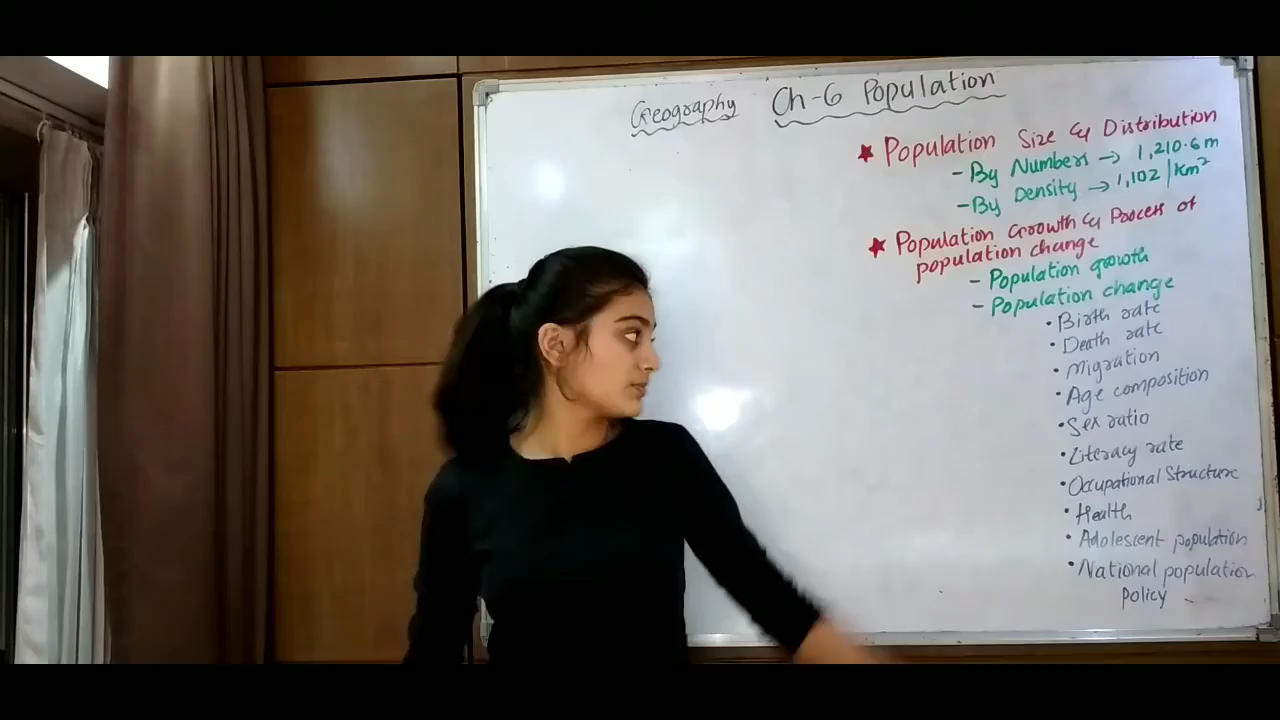 Geography Ch-6 Population
★ Population Size & Distribution
- By Numbers → 1,210.6 m
- By Density → 1,102 / Km²
★ Population Growth & Process of
population change
- Population growth
- Population change
• Birth rate
• Death rate
• Migration
• Age composition
• Sex ratio
• Literacy rate
• Occupational Structure
• Health
• Adolescent population
• National population
Policy